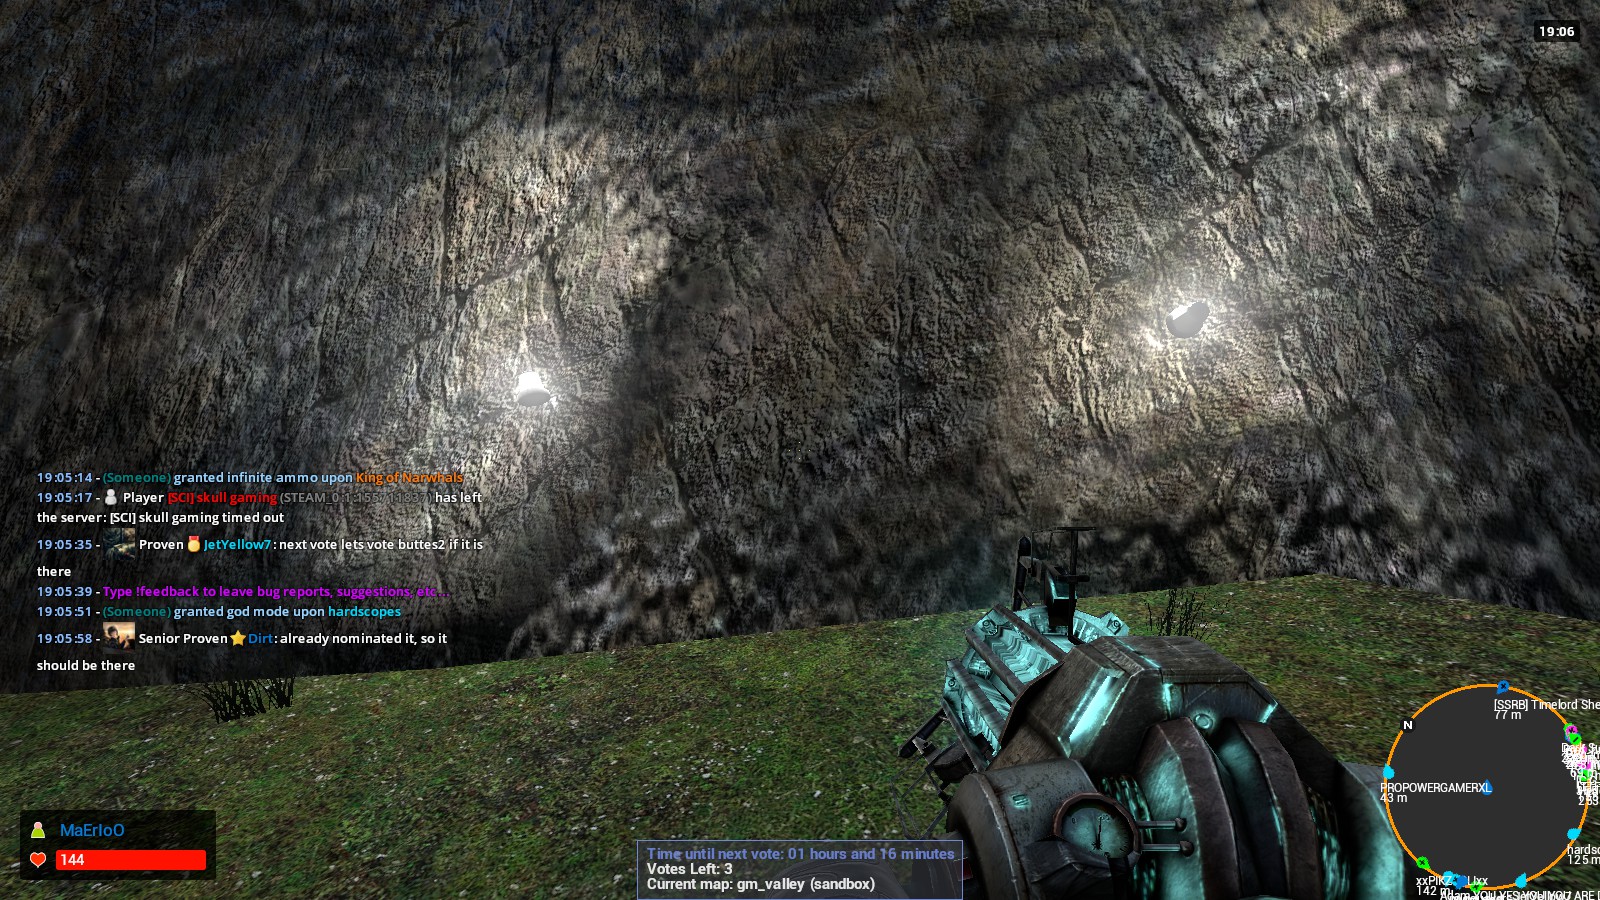 19:06
19:05:14 - (Someone) granted infinite ammo upon King of Narwhals
19:05:17 - Player [SCI] skull gaming (STEAM_0:1:155711837) has left
the server: [SCI] skull gaming timed out
19:05:35 - Proven JetYellow7: next vote lets vote buttes2 if it is
there
19:05:39 - Type !feedback to leave bug reports, suggestions, etc...
19:05:51 - (Someone) granted god mode upon hardscopes
19:05:58 - Senior Proven Dirt: already nominated it, so it
should be there
MaErIoO
144
Time until next vote: 01 hours and 16 minutes
Votes Left: 3
Current map: gm_valley (sandbox)
[SSRB] Timelord She
77 m
N
PROPOWERGAMERXL
43 m
hardsc
125 m
142 m